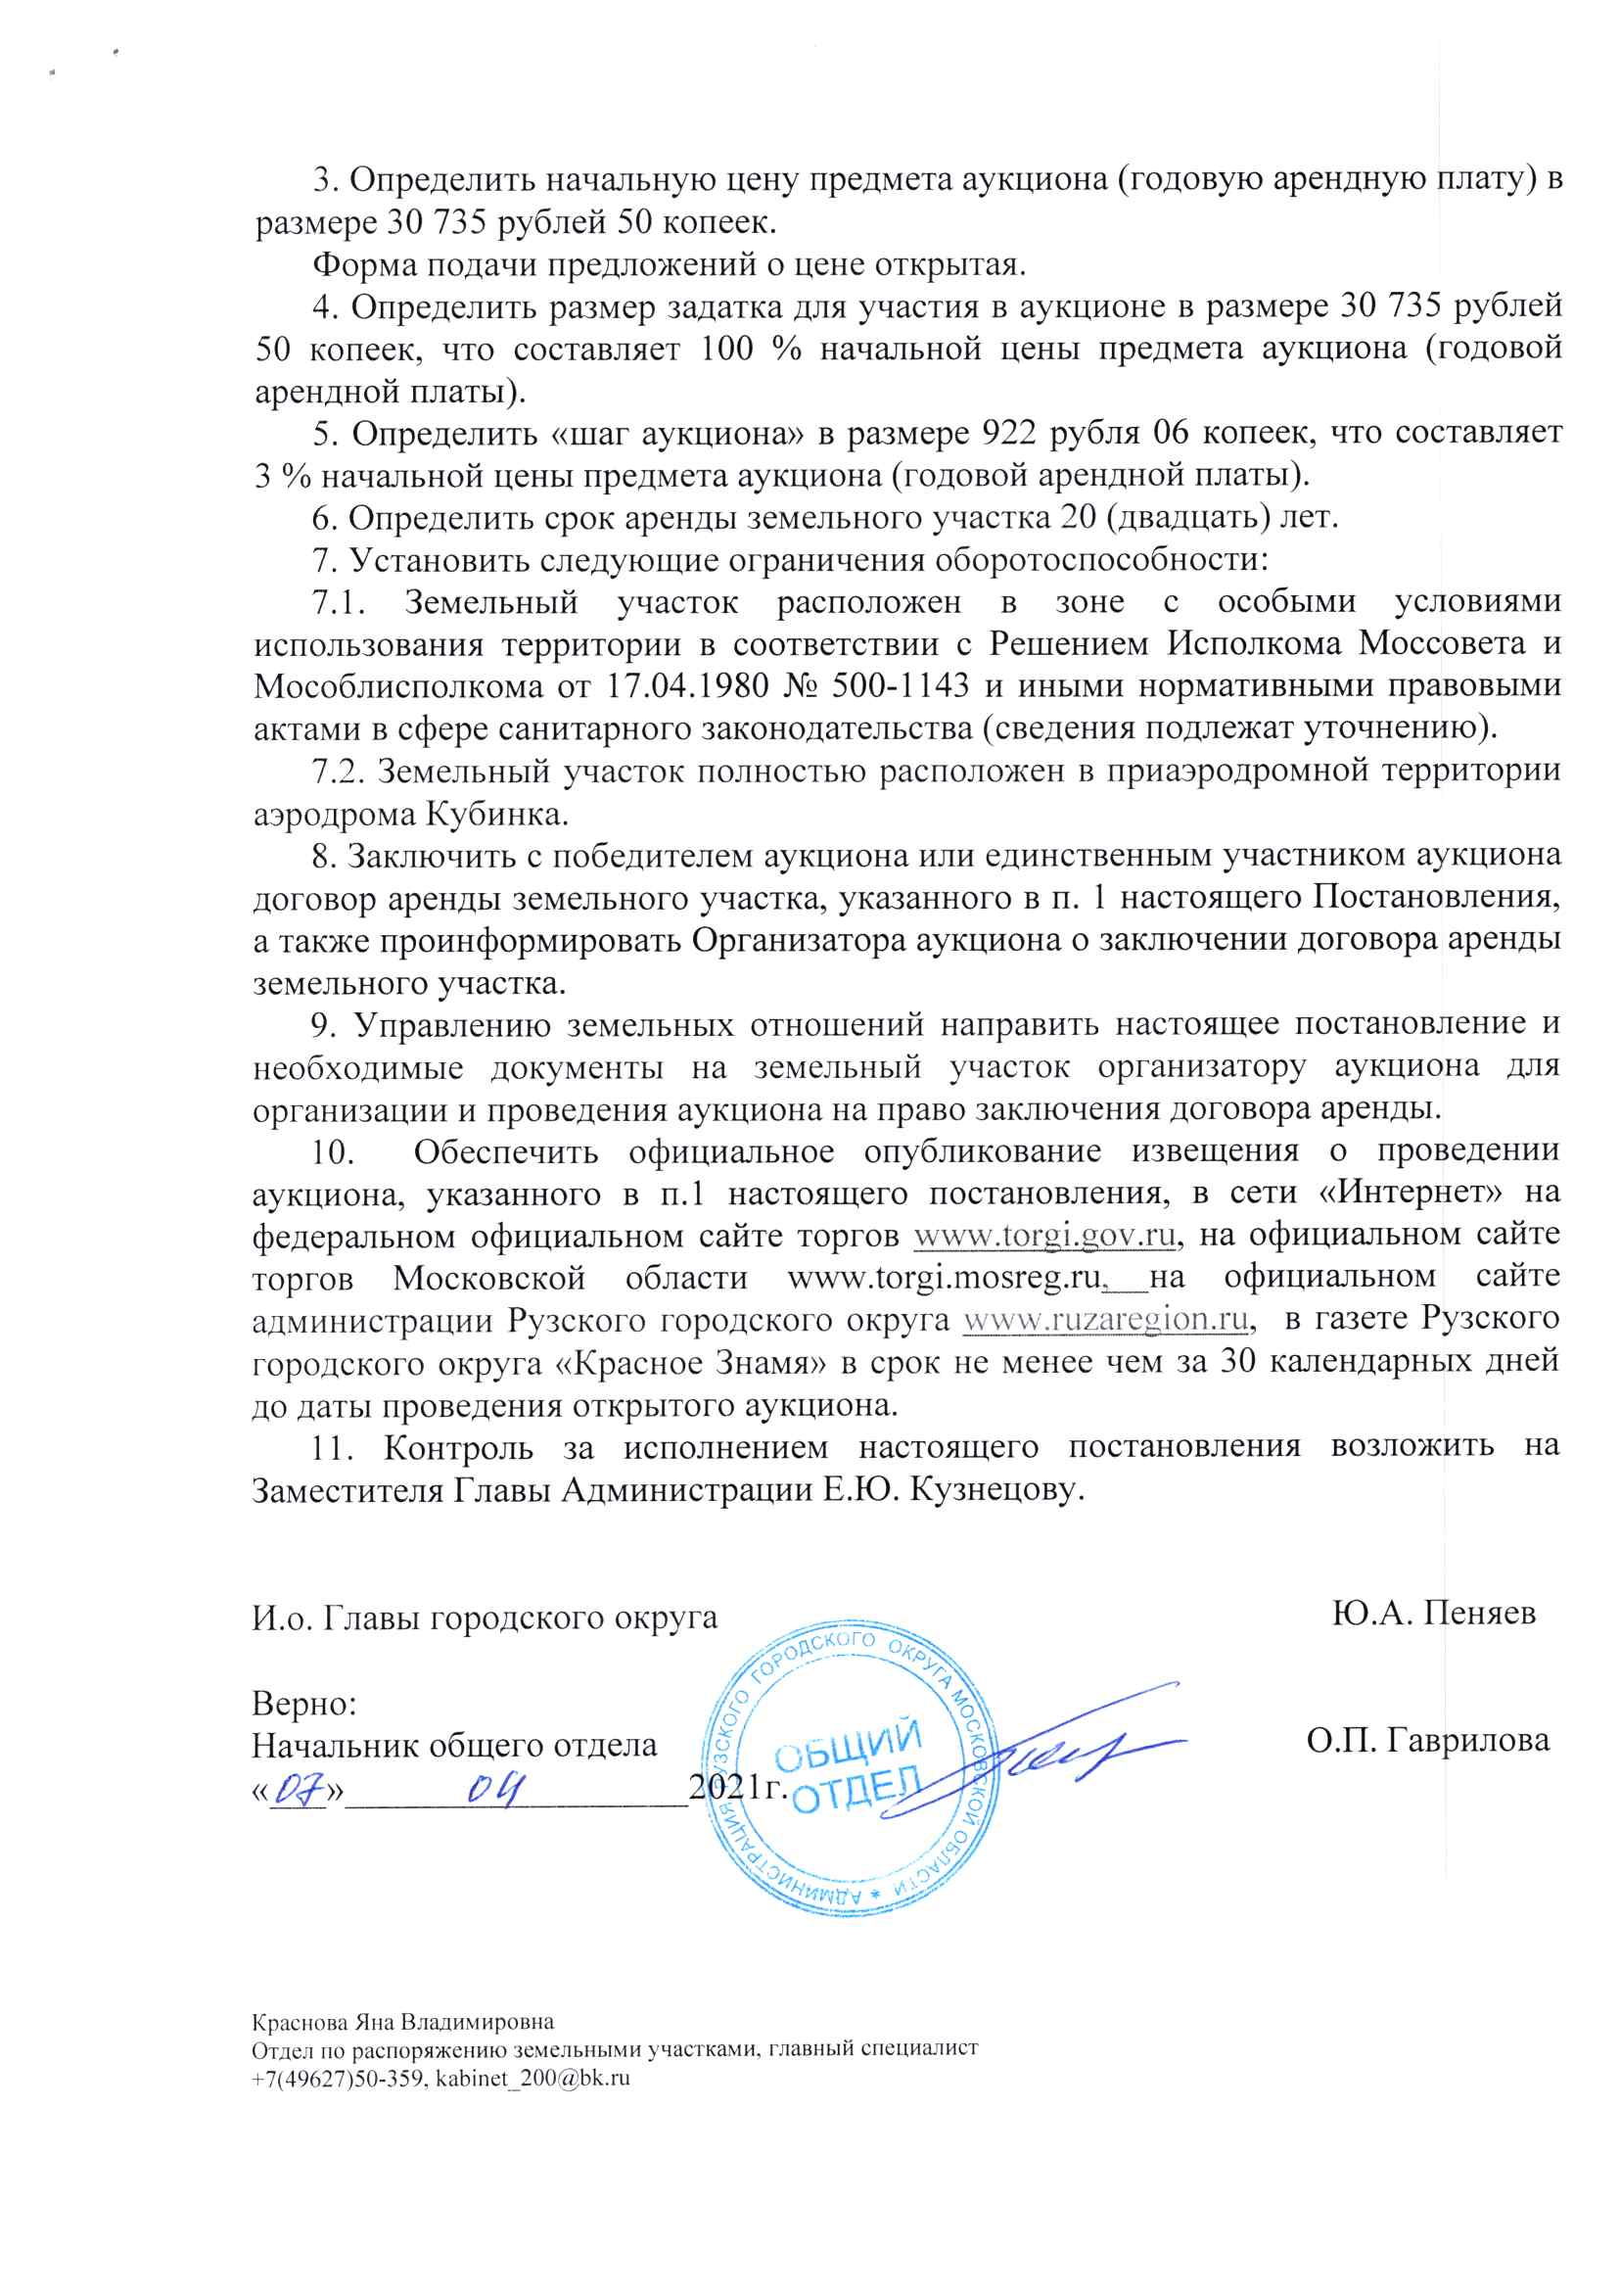 3. Определить начальную цену предмета аукциона (годовую арендную плату) в
размере 30 735 рублей 50 копеек.
Форма подачи предложений о цене открытая.
4. Определить размер задатка для участия в аукционе в размере 30 735 рублей
50 копеек, что составляет 100 % начальной цены предмета аукциона (годовой
арендной платы).
5. Определить «шаг аукциона» в размере 922 рубля 06 копеек, что составляет
3 % начальной цены предмета аукциона (годовой арендной платы).
6. Определить срок аренды земельного участка 20 (двадцать) лет.
7. Установить следующие ограничения оборотоспособности:
7.1. Земельный участок расположен в зоне с особыми условиями
использования территории в соответствии с Решением Исполкома Моссовета и
Мособлисполкома от 17.04.1980 № 500-1143 и иными нормативными правовыми
актами в сфере санитарного законодательства (сведения подлежат уточнению).
7.2. Земельный участок полностью расположен в приаэродромной территории
аэродрома Кубинка.
8. Заключить с победителем аукциона или единственным участником аукциона
договор аренды земельного участка, указанного в п. 1 настоящего Постановления,
а также проинформировать Организатора аукциона о заключении договора аренды
земельного участка.
9. Управлению земельных отношений направить настоящее постановление и
необходимые документы на земельный участок организатору аукциона для
организации и проведения аукциона на право заключения договора аренды.
10. Обеспечить официальное опубликование извещения о проведении
аукциона, указанного в п.1 настоящего постановления, в сети «Интернет» на
федеральном официальном сайте торгов www.torgi.gov.ru, на официальном сайте
торгов Московской области www.torgi.mosreg.ru, на официальном сайте
администрации Рузского городского округа www.ruzaregion.ru, в газете Рузского
городского округа «Красное Знамя» в срок не менее чем за 30 календарных дней
до даты проведения открытого аукциона.
11. Контроль за исполнением настоящего постановления возложить на
Заместителя Главы Администрации Е.Ю. Кузнецову.
И.о. Главы городского округа Ю.А. Пеняев
Верно:
Начальник общего отдела О.П. Гаврилова
«07» 04 2021г.
АДМИНИСТРАЦИЯ РУЗСКОГО ГОРОДСКОГО ОКРУГА МОСКОВСКОЙ ОБЛАСТИ *
ОБЩИЙ
ОТДЕЛ
Краснова Яна Владимировна
Отдел по распоряжению земельными участками, главный специалист
+7(49627)50-359, kabinet_200@bk.ru